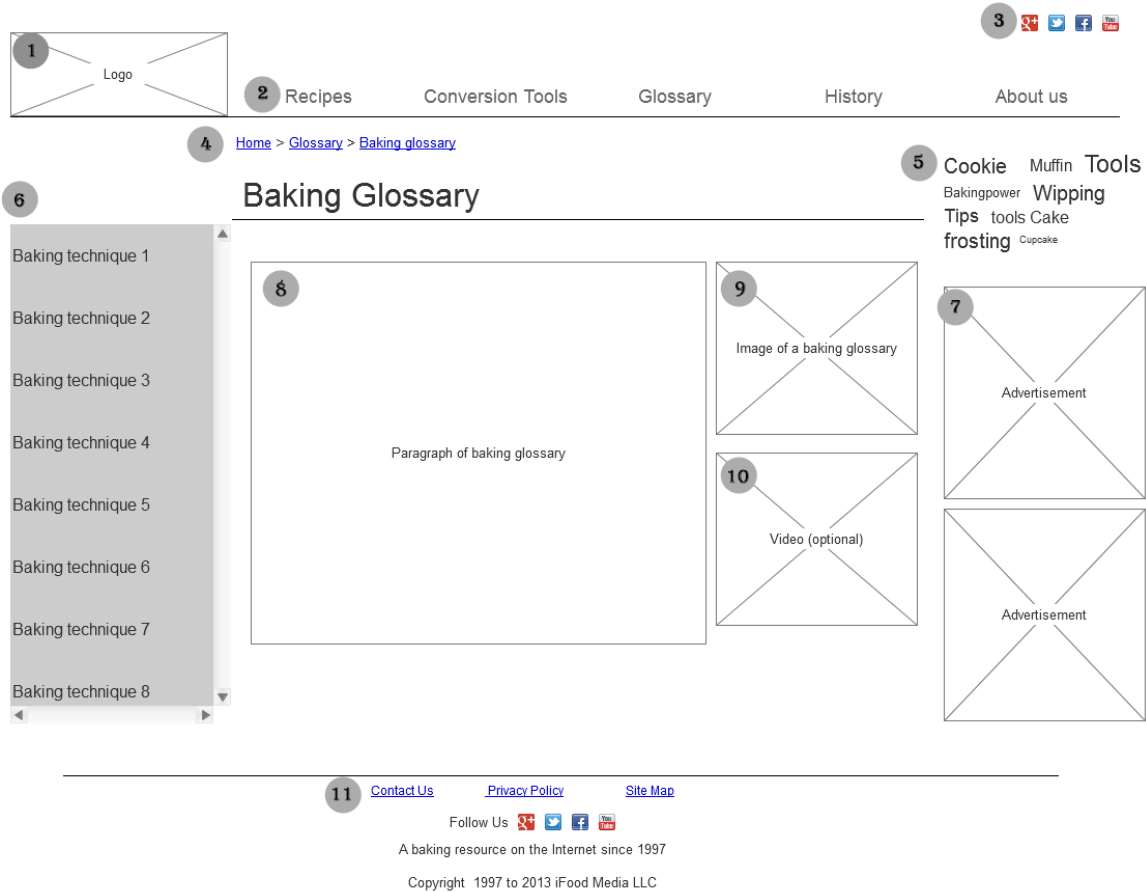 3
1
Logo
2 Recipes Conversion Tools Glossary History About us
4 Home > Glossary > Baking glossary
5 Cookie Muffin Tools
Bakingpower Wipping
Tips tools Cake
frosting Cupcake
6
Baking Glossary
Baking technique 1
Baking technique 2
Baking technique 3
Baking technique 4
Baking technique 5
Baking technique 6
Baking technique 7
Baking technique 8
8
Paragraph of baking glossary
9
Image of a baking glossary
10
Video (optional)
7
Advertisement
Advertisement
11 Contact Us Privacy Policy Site Map
Follow Us
A baking resource on the Internet since 1997
Copyright 1997 to 2013 iFood Media LLC